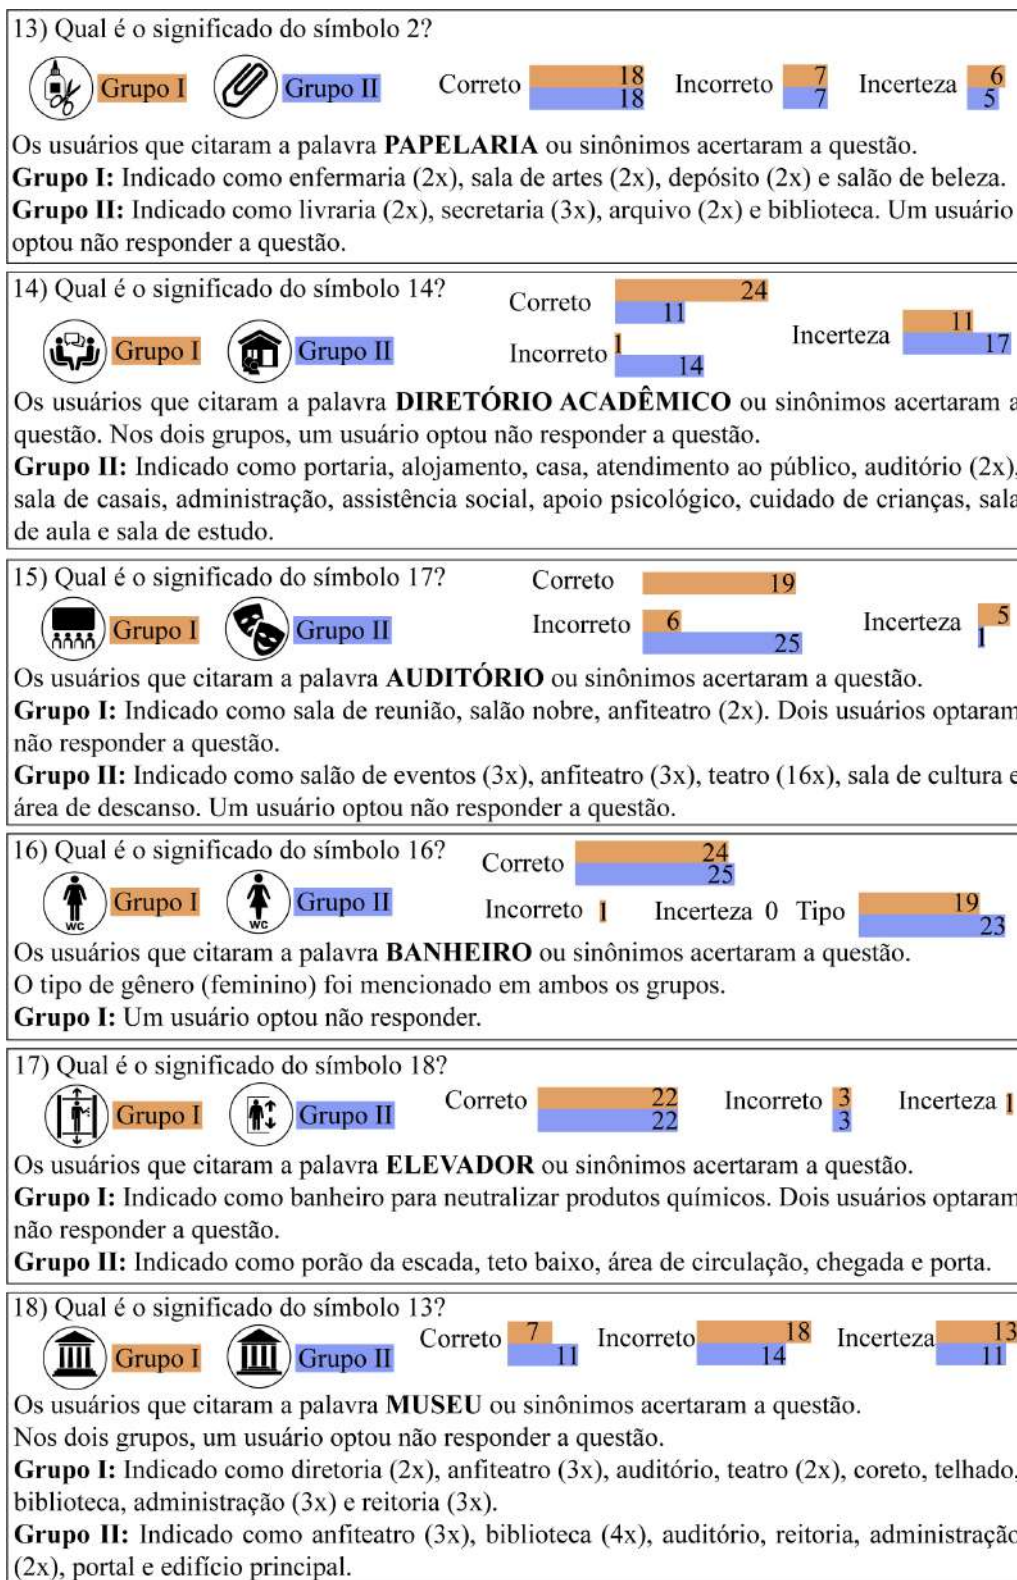 13) Qual é o significado do símbolo 2?
Grupo I Grupo II Correto 18 18 Incorreto 7 7 Incerteza 6 5
Os usuários que citaram a palavra PAPELARIA ou sinônimos acertaram a questão.
Grupo I: Indicado como enfermaria (2x), sala de artes (2x), depósito (2x) e salão de beleza.
Grupo II: Indicado como livraria (2x), secretaria (3x), arquivo (2x) e biblioteca. Um usuário
optou não responder a questão.
14) Qual é o significado do símbolo 14?
Grupo I Grupo II Correto 24 11 Incorreto 1 14 Incerteza 11 17
Os usuários que citaram a palavra DIRETÓRIO ACADÊMICO ou sinônimos acertaram a
questão. Nos dois grupos, um usuário optou não responder a questão.
Grupo II: Indicado como portaria, alojamento, casa, atendimento ao público, auditório (2x),
sala de casais, administração, assistência social, apoio psicológico, cuidado de crianças, sala
de aula e sala de estudo.
15) Qual é o significado do símbolo 17?
Grupo I Grupo II Correto 19 Incorreto 6 25 Incerteza 5 1
Os usuários que citaram a palavra AUDITÓRIO ou sinônimos acertaram a questão.
Grupo I: Indicado como sala de reunião, salão nobre, anfiteatro (2x). Dois usuários optaram
não responder a questão.
Grupo II: Indicado como salão de eventos (3x), anfiteatro (3x), teatro (16x), sala de cultura e
área de descanso. Um usuário optou não responder a questão.
16) Qual é o significado do símbolo 16?
WC Grupo I WC Grupo II Correto 24 25 Incorreto 1 Incerteza 0 Tipo 19 23
Os usuários que citaram a palavra BANHEIRO ou sinônimos acertaram a questão.
O tipo de gênero (feminino) foi mencionado em ambos os grupos.
Grupo I: Um usuário optou não responder.
17) Qual é o significado do símbolo 18?
Grupo I Grupo II Correto 22 22 Incorreto 3 3 Incerteza 1
Os usuários que citaram a palavra ELEVADOR ou sinônimos acertaram a questão.
Grupo I: Indicado como banheiro para neutralizar produtos químicos. Dois usuários optaram
não responder a questão.
Grupo II: Indicado como porão da escada, teto baixo, área de circulação, chegada e porta.
18) Qual é o significado do símbolo 13?
Grupo I Grupo II Correto 7 11 Incorreto 18 14 Incerteza 13 11
Os usuários que citaram a palavra MUSEU ou sinônimos acertaram a questão.
Nos dois grupos, um usuário optou não responder a questão.
Grupo I: Indicado como diretoria (2x), anfiteatro (3x), auditório, teatro (2x), coreto, telhado,
biblioteca, administração (3x) e reitoria (3x).
Grupo II: Indicado como anfiteatro (3x), biblioteca (4x), auditório, reitoria, administração
(2x), portal e edifício principal.